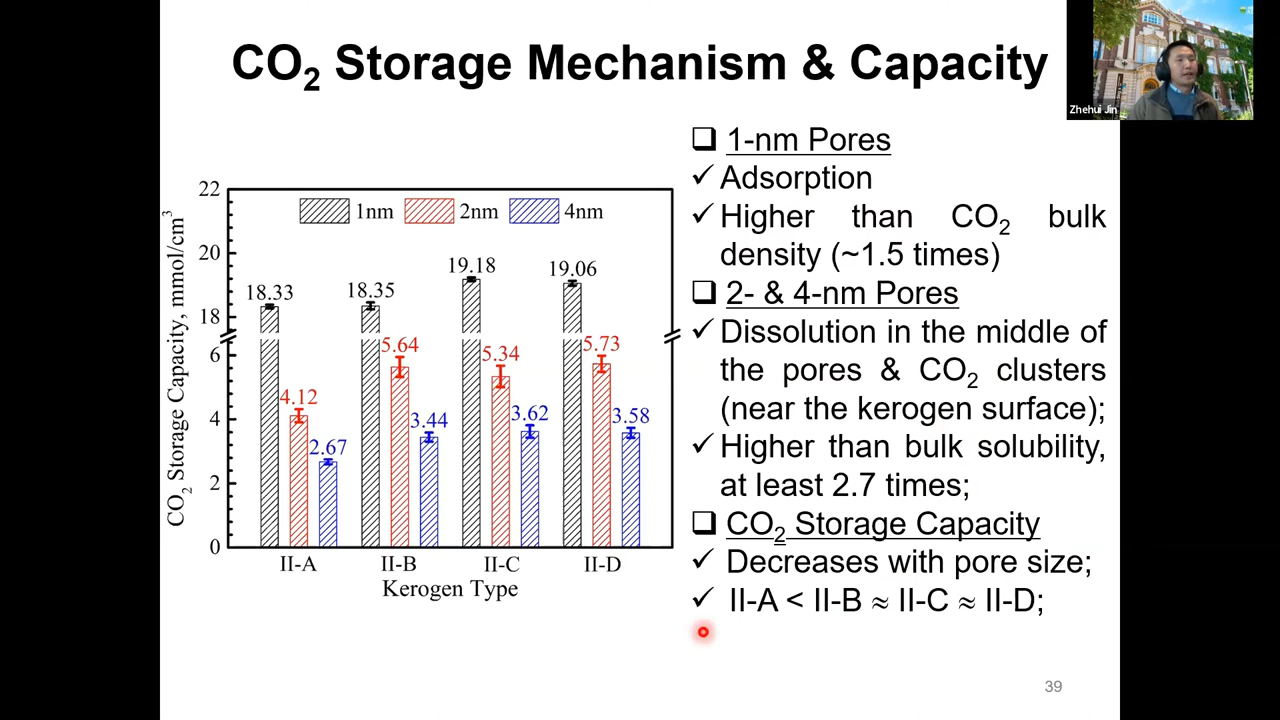 CO₂ Storage Mechanism & Capacity
Zhehui Jin
CO₂ Storage Capacity, mmol/cm³
22
20
18
6
4
2
0
1nm 2nm 4nm
18.33
4.12
2.67
18.35
5.64
3.44
19.18
5.34
3.62
19.06
5.73
3.58
II-A II-B II-C II-D
Kerogen Type
❑ 1-nm Pores
✓ Adsorption
✓ Higher than CO₂ bulk
density (~1.5 times)
❑ 2- & 4-nm Pores
✓ Dissolution in the middle of
the pores & CO₂ clusters
(near the kerogen surface);
✓ Higher than bulk solubility,
at least 2.7 times;
❑ CO₂ Storage Capacity
✓ Decreases with pore size;
✓ II-A < II-B ≈ II-C ≈ II-D;
39